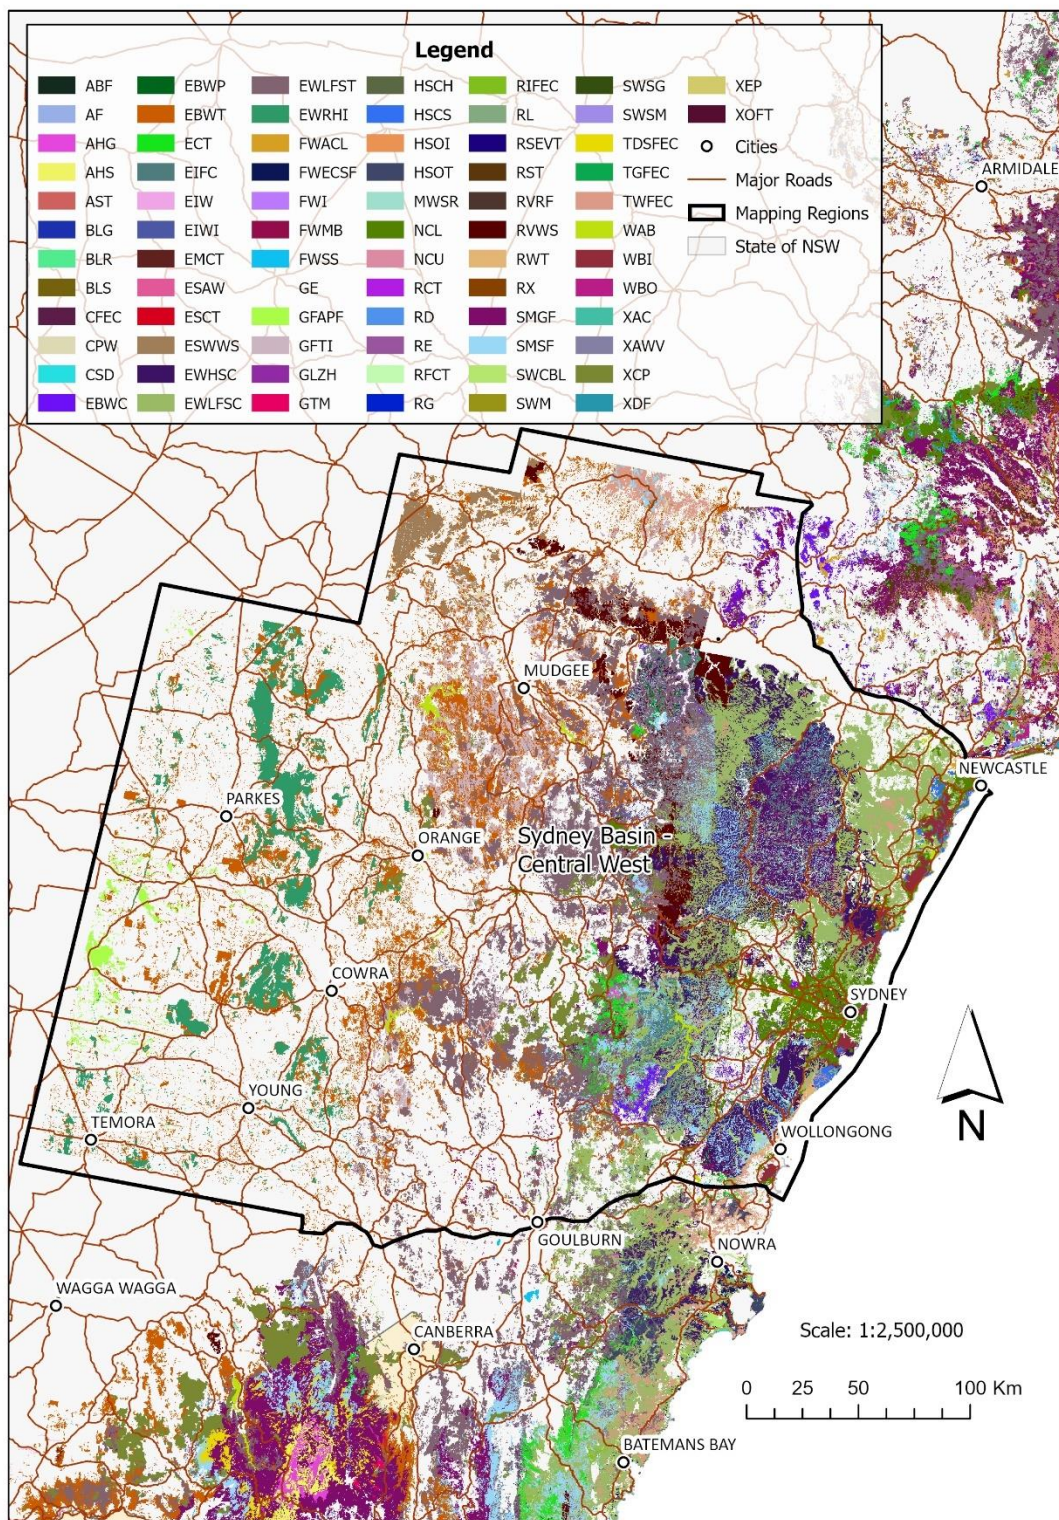 Legend
ABF EBWP EWLFST HSCH RIFEC SWSG XEP
AF EBWT EWRHI HSCS RL SWSM XOFT
AHG ECT FWACL HSOI RSEVT TDSFEC Cities
AHS EIFC FWECSF HSOT RST TGFEC Major Roads
AST EIW FWI MWSR RVRF TWFEC Mapping Regions
BLG EIWI FWMB NCL RVWS WAB State of NSW
BLR EMCT FWSS NCU RWT WBI
BLS ESAW GE RCT RX WBO
CFEC ESCT GFAPF RD SMGF XAC
CPW ESWWS GFTI RE SMSF XAWV
CSD EWHSC GLZH RFCT SWCBL XCP
EBWC EWLFSC GTM RG SWM XDF
ARMIDALE
MUDGEE
NEWCASTLE
PARKES
ORANGE
Sydney Basin -
Central West
COWRA
SYDNEY
YOUNG
TEMORA
WOLLONGONG
N
GOULBURN
NOWRA
WAGGA WAGGA
CANBERRA
Scale: 1:2,500,000
0 25 50 100 Km
BATEMANS BAY